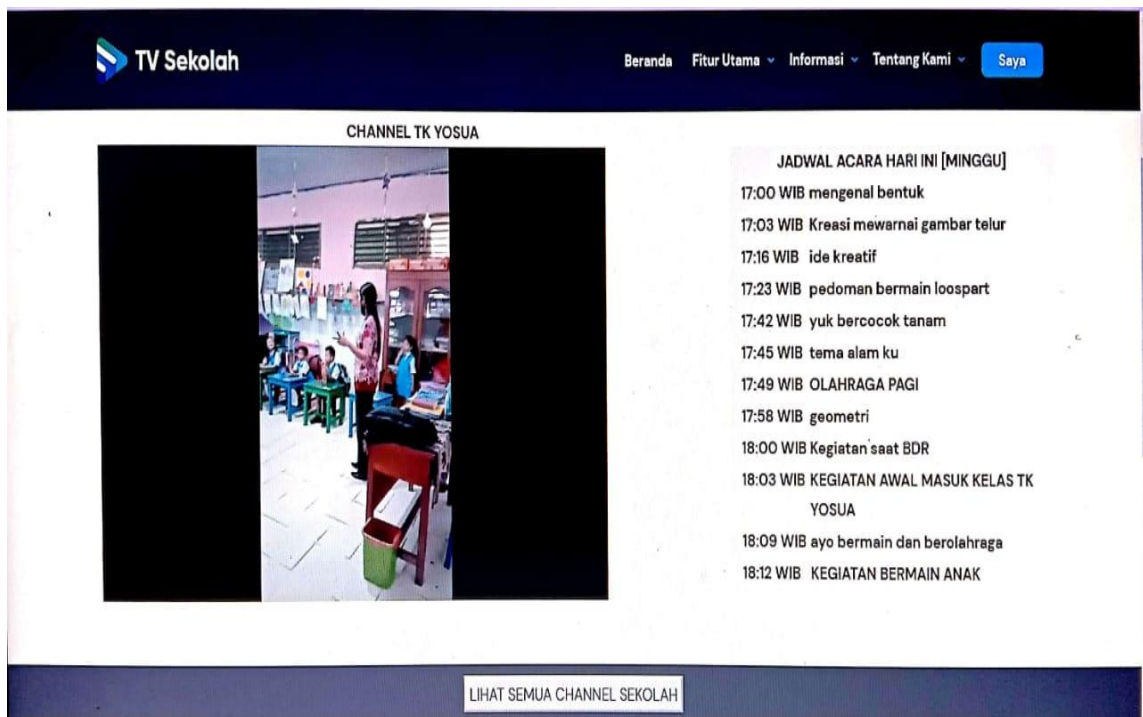 TV Sekolah
Beranda Fitur Utama Informasi Tentang Kami Saya
CHANNEL TK YOSUA
JADWAL ACARA HARI INI [MINGGU]
17:00 WIB mengenal bentuk
17:03 WIB Kreasi mewarnai gambar telur
17:16 WIB ide kreatif
17:23 WIB pedoman bermain loospart
17:42 WIB yuk bercocok tanam
17:45 WIB tema alam ku
17:49 WIB OLAHRAGA PAGI
17:58 WIB geometri
18:00 WIB Kegiatan saat BDR
18:03 WIB KEGIATAN AWAL MASUK KELAS TK
YOSUA
18:09 WIB ayo bermain dan berolahraga
18:12 WIB KEGIATAN BERMAIN ANAK
LIHAT SEMUA CHANNEL SEKOLAH